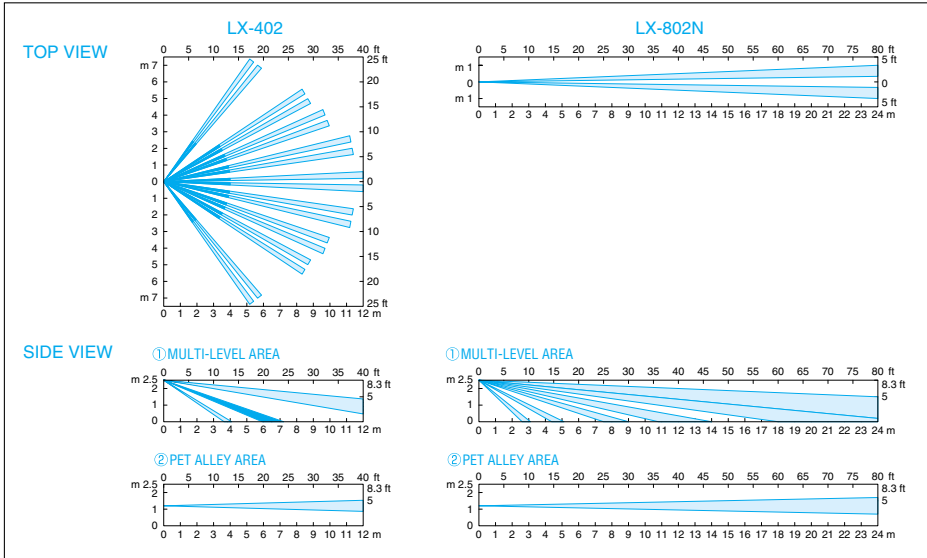 LX-402
LX-802N
TOP VIEW
0 5 10 15 20 25 30 35 40 ft
m 7
6
5
4
3
2
1
0
1
2
3
4
5
6
m 7
25 ft
20
15
10
5
0
5
10
15
20
25 ft
0 1 2 3 4 5 6 7 8 9 10 11 12 m
0 5 10 15 20 25 30 35 40 45 50 55 60 65 70 75 80 ft
m 1
0
m 1
5 ft
0
5 ft
0 1 2 3 4 5 6 7 8 9 10 11 12 13 14 15 16 17 18 19 20 21 22 23 24 m
SIDE VIEW
①MULTI-LEVEL AREA
0 5 10 15 20 25 30 35 40 ft
m 2.5
2
1
0
8.3 ft
5
0 1 2 3 4 5 6 7 8 9 10 11 12 m
①MULTI-LEVEL AREA
0 5 10 15 20 25 30 35 40 45 50 55 60 65 70 75 80 ft
m 2.5
2
1
0
8.3 ft
5
0 1 2 3 4 5 6 7 8 9 10 11 12 13 14 15 16 17 18 19 20 21 22 23 24 m
②PET ALLEY AREA
0 5 10 15 20 25 30 35 40 ft
m 2.5
2
1
0
8.3 ft
5
0 1 2 3 4 5 6 7 8 9 10 11 12 m
②PET ALLEY AREA
0 5 10 15 20 25 30 35 40 45 50 55 60 65 70 75 80 ft
m 2.5
2
1
0
8.3 ft
5
0 1 2 3 4 5 6 7 8 9 10 11 12 13 14 15 16 17 18 19 20 21 22 23 24 m